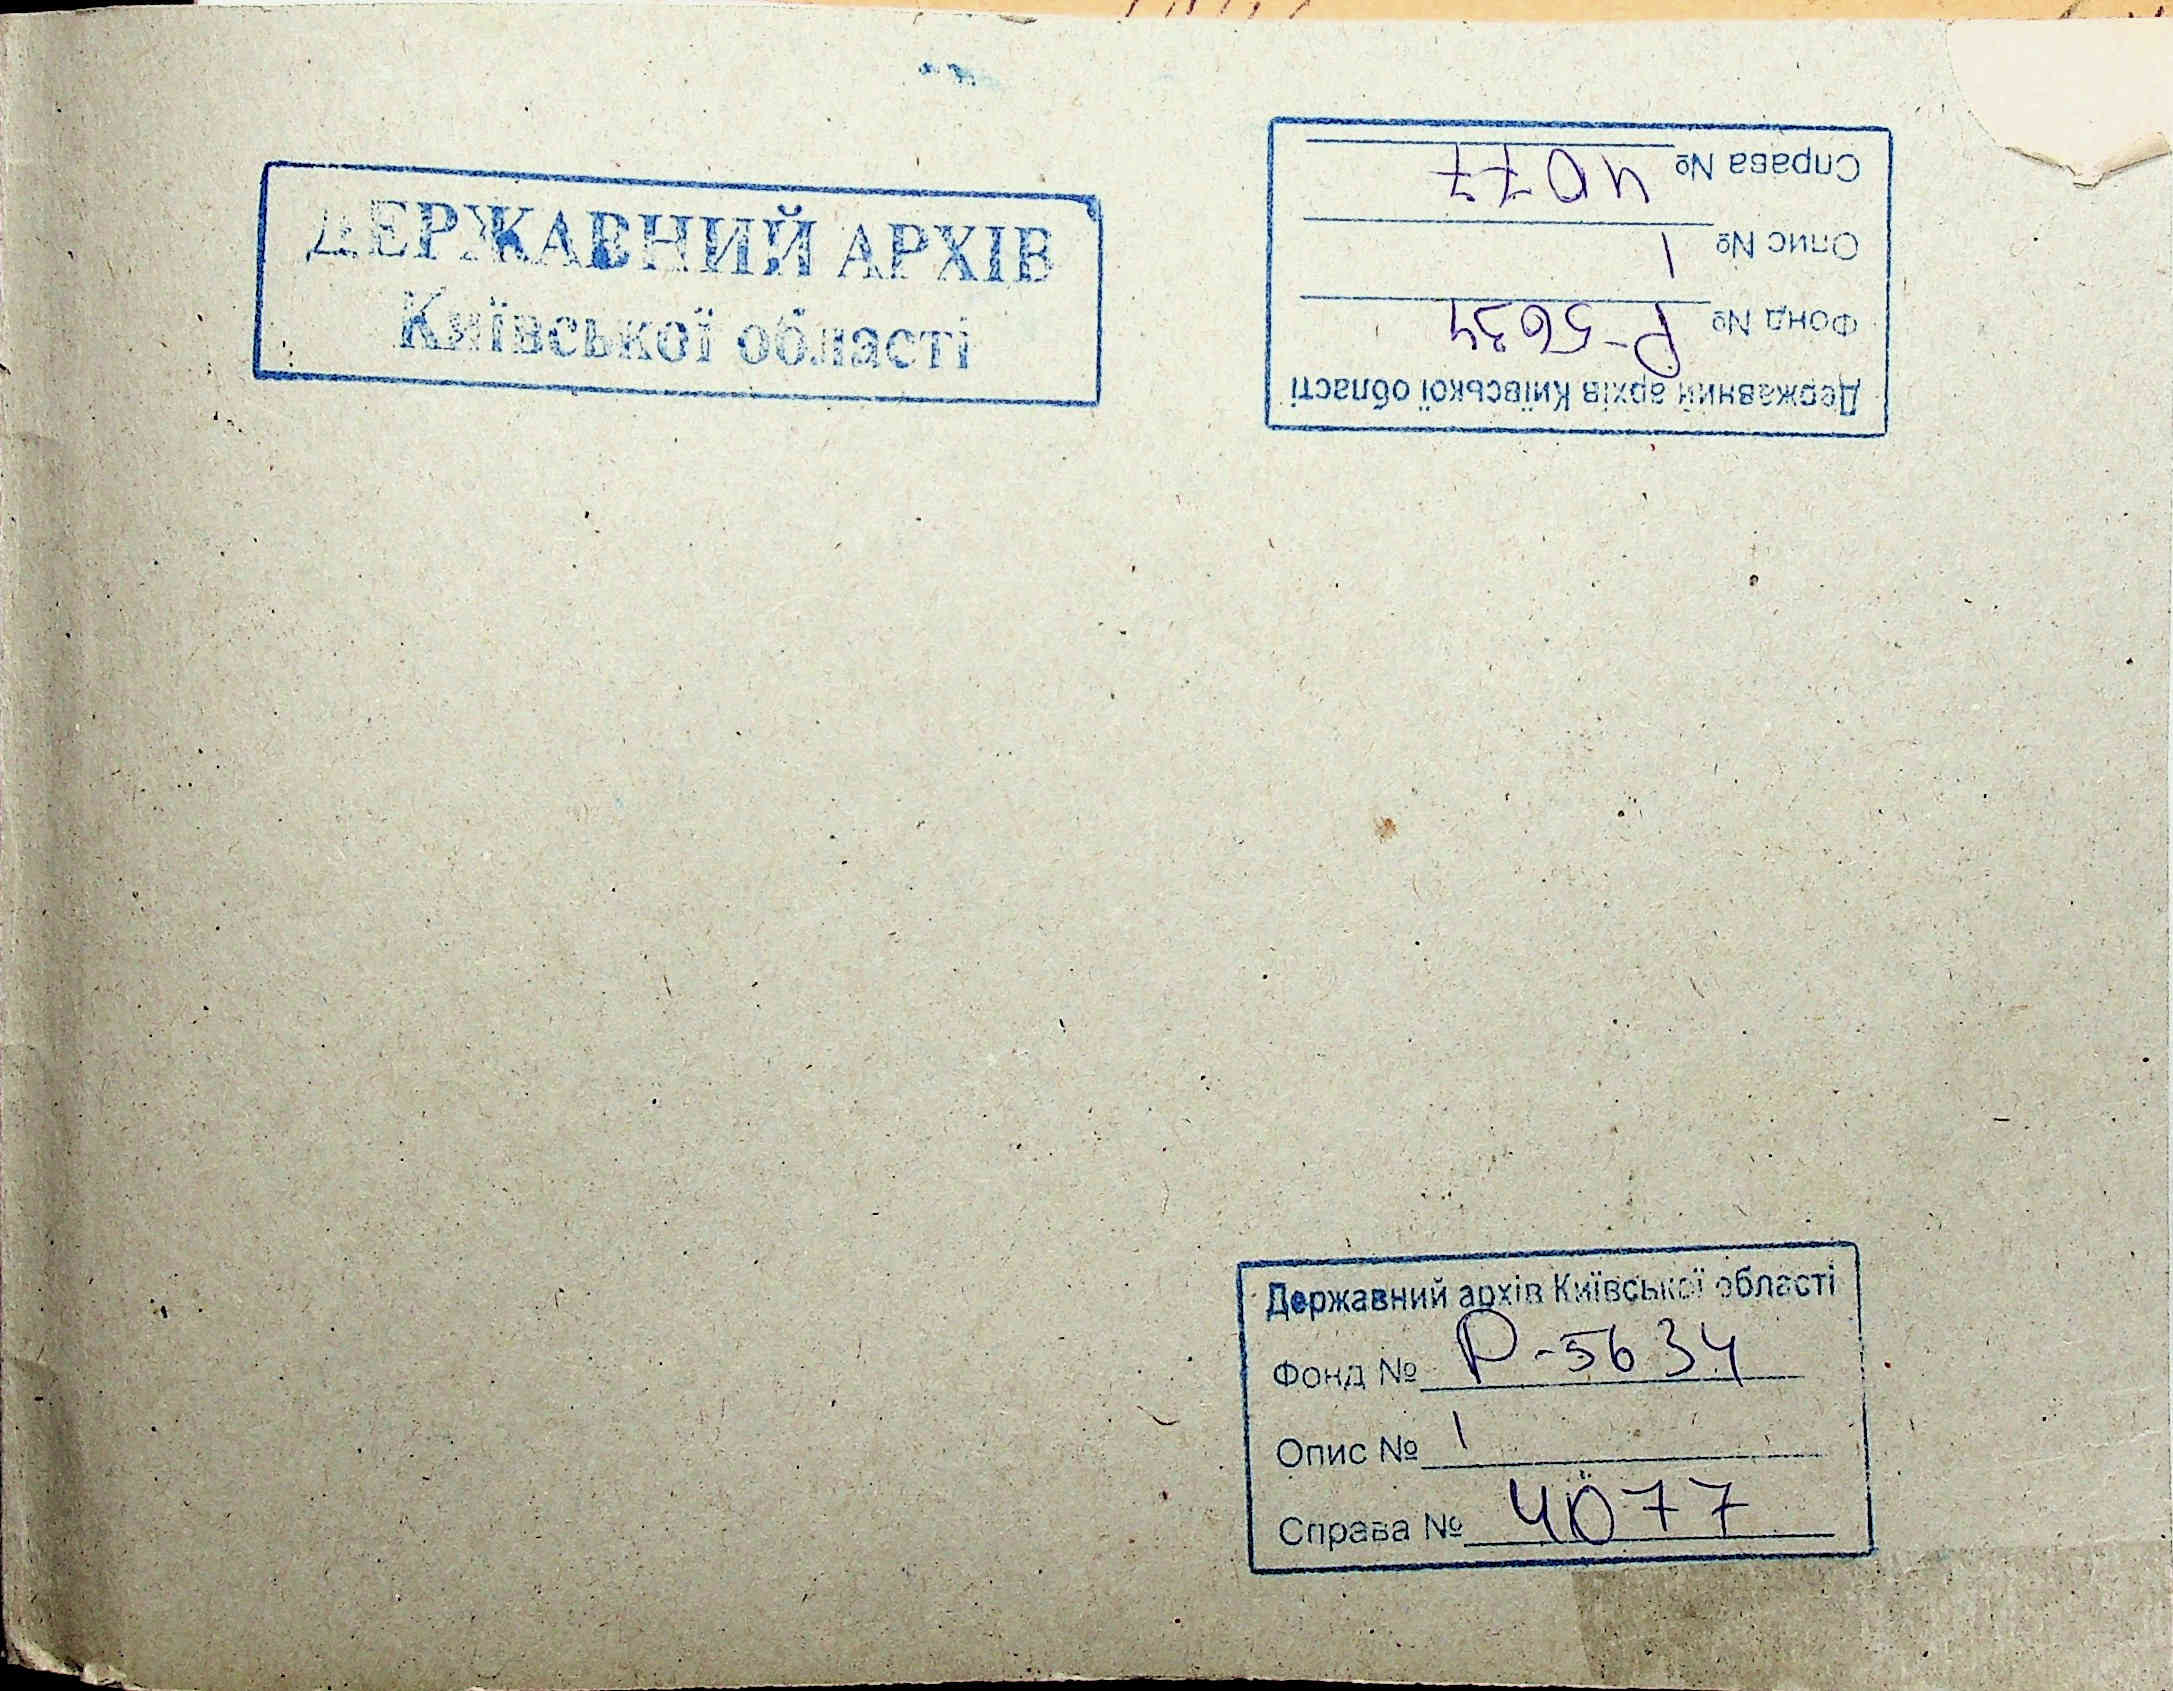 ДЕРЖАВНИЙ АРХІВ
Київської області
Державний архів Київської області
Фонд № Р-5634
Опис № 1
Справа № 4077
Державний архів Київської області
Фонд № Р-5634
Опис № 1
Справа № 4077